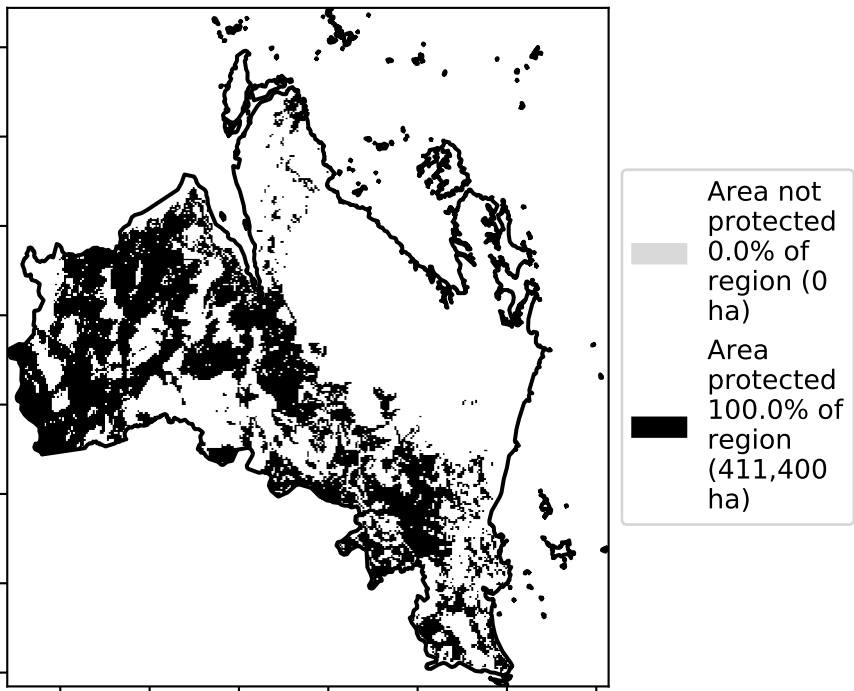 Area not
protected
0.0% of
region (0
ha)
Area
protected
100.0% of
region
(411,400
ha)